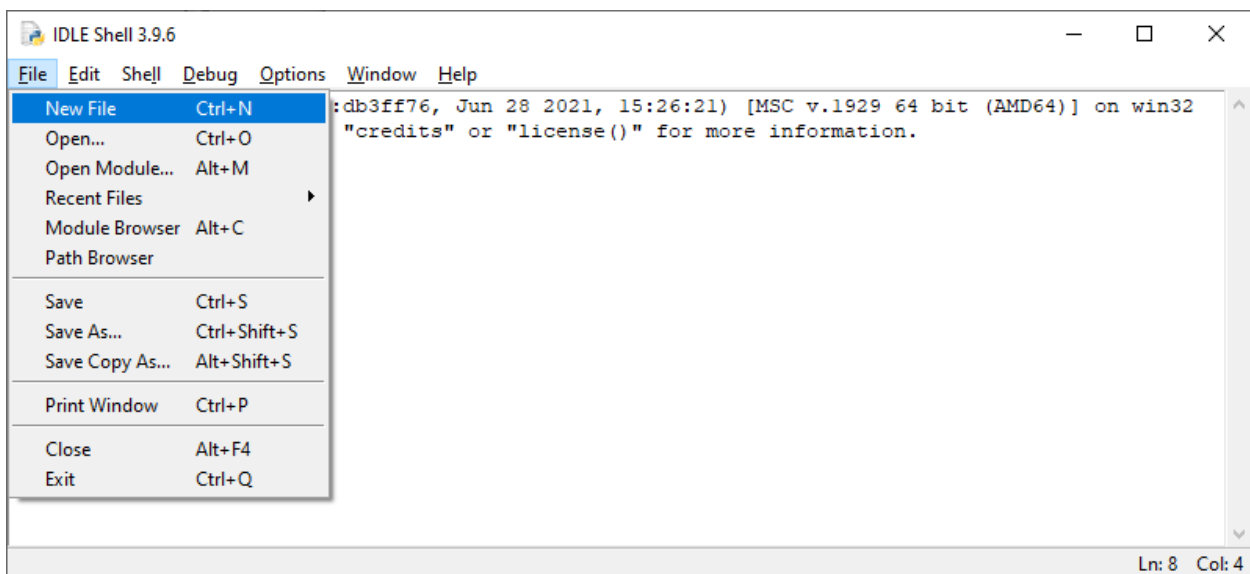 IDLE Shell 3.9.6
File Edit Shell Debug Options Window Help
New File Ctrl+N
:db3ff76, Jun 28 2021, 15:26:21) [MSC v.1929 64 bit (AMD64)] on win32
Open... Ctrl+O
"credits" or "license()" for more information.
Open Module... Alt+M
Recent Files
Module Browser Alt+C
Path Browser
Save Ctrl+S
Save As... Ctrl+Shift+S
Save Copy As... Alt+Shift+S
Print Window Ctrl+P
Close Alt+F4
Exit Ctrl+Q
Ln: 8 Col: 4